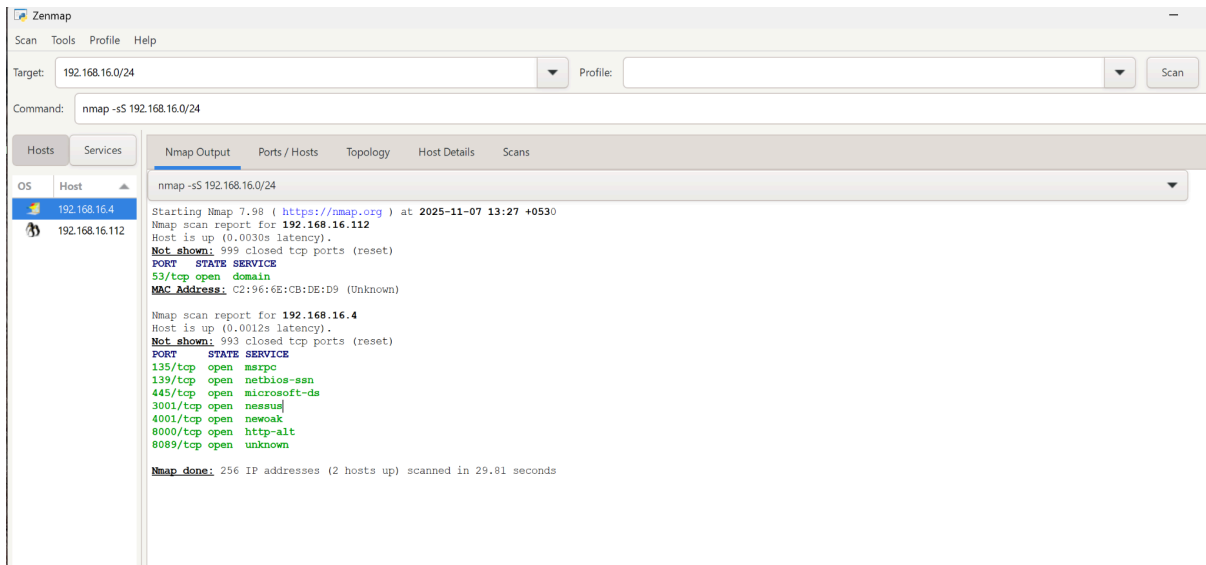 Zenmap
Scan Tools Profile Help
Target: 192.168.16.0/24 Profile: Scan
Command: nmap -sS 192.168.16.0/24
Hosts Services
Nmap Output Ports / Hosts Topology Host Details Scans
OS Host
192.168.16.4
192.168.16.112
nmap -sS 192.168.16.0/24
Starting Nmap 7.98 ( https://nmap.org ) at 2025-11-07 13:27 +0530
Nmap scan report for 192.168.16.112
Host is up (0.0030s latency).
Not shown: 999 closed tcp ports (reset)
PORT STATE SERVICE
53/tcp open domain
MAC Address: C2:96:6E:CB:DE:D9 (Unknown)
Nmap scan report for 192.168.16.4
Host is up (0.0012s latency).
Not shown: 993 closed tcp ports (reset)
PORT STATE SERVICE
135/tcp open msrpc
139/tcp open netbios-ssn
445/tcp open microsoft-ds
3001/tcp open nessus
4001/tcp open newoak
8000/tcp open http-alt
8089/tcp open unknown
Nmap done: 256 IP addresses (2 hosts up) scanned in 29.81 seconds